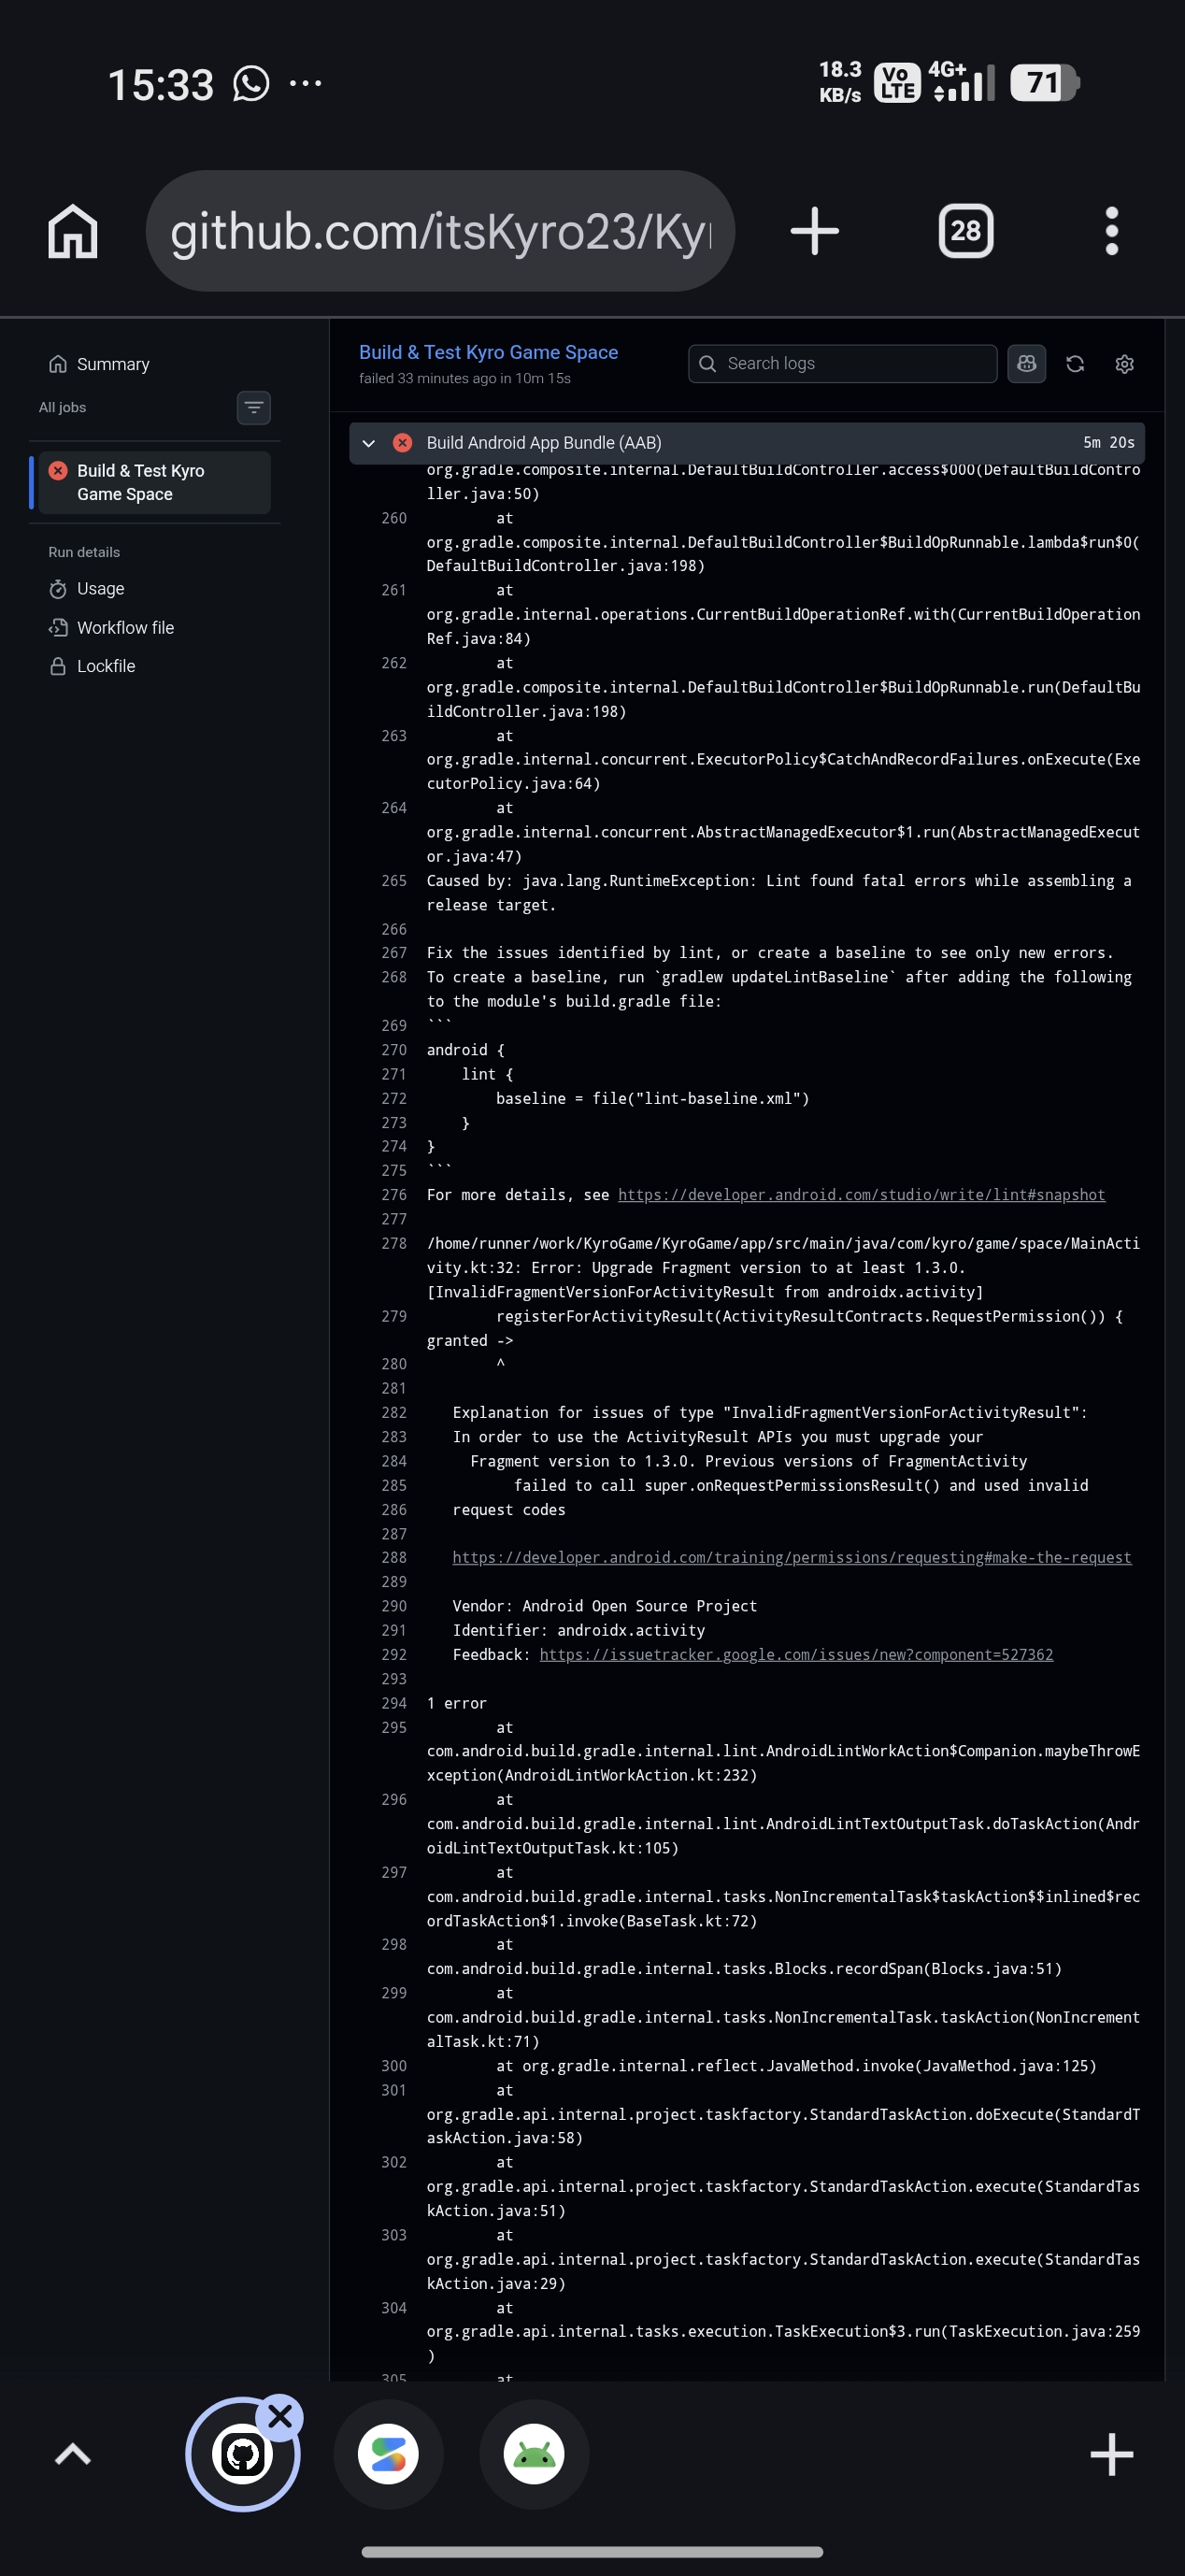 15:33
18.3
KB/s
Vo
LTE
4G+
71
github.com/itsKyro23/Ky
28
Summary
All jobs
Build & Test Kyro
Game Space
Run details
Usage
Workflow file
Lockfile
Build & Test Kyro Game Space
failed 33 minutes ago in 10m 15s
Search logs
Build Android App Bundle (AAB) 5m 20s
org.gradle.composite.internal.DefaultBuildController.access$000(DefaultBuildContro
ller.java:50)
260 at
org.gradle.composite.internal.DefaultBuildController$BuildOpRunnable.lambda$run$0(
DefaultBuildController.java:198)
261 at
org.gradle.internal.operations.CurrentBuildOperationRef.with(CurrentBuildOperation
Ref.java:84)
262 at
org.gradle.composite.internal.DefaultBuildController$BuildOpRunnable.run(DefaultBu
ildController.java:198)
263 at
org.gradle.internal.concurrent.ExecutorPolicy$CatchAndRecordFailures.onExecute(Exe
cutorPolicy.java:64)
264 at
org.gradle.internal.concurrent.AbstractManagedExecutor$1.run(AbstractManagedExecut
or.java:47)
265 Caused by: java.lang.RuntimeException: Lint found fatal errors while assembling a
release target.
266
267 Fix the issues identified by lint, or create a baseline to see only new errors.
268 To create a baseline, run `gradlew updateLintBaseline` after adding the following
to the module's build.gradle file:
269 ```
270 android {
271 lint {
272 baseline = file("lint-baseline.xml")
273 }
274 }
275 ```
276 For more details, see https://developer.android.com/studio/write/lint#snapshot
277
278 /home/runner/work/KyroGame/KyroGame/app/src/main/java/com/kyro/game/space/MainActi
vity.kt:32: Error: Upgrade Fragment version to at least 1.3.0.
[InvalidFragmentVersionForActivityResult from androidx.activity]
279 registerForActivityResult(ActivityResultContracts.RequestPermission()) {
granted ->
280 ^
281
282 Explanation for issues of type "InvalidFragmentVersionForActivityResult":
283 In order to use the ActivityResult APIs you must upgrade your
284 Fragment version to 1.3.0. Previous versions of FragmentActivity
285 failed to call super.onRequestPermissionsResult() and used invalid
286 request codes
287
288 https://developer.android.com/training/permissions/requesting#make-the-request
289
290 Vendor: Android Open Source Project
291 Identifier: androidx.activity
292 Feedback: https://issuetracker.google.com/issues/new?component=527362
293
294 1 error
295 at
com.android.build.gradle.internal.lint.AndroidLintWorkAction$Companion.maybeThrowE
xception(AndroidLintWorkAction.kt:232)
296 at
com.android.build.gradle.internal.lint.AndroidLintTextOutputTask.doTaskAction(Andr
oidLintTextOutputTask.kt:105)
297 at
com.android.build.gradle.internal.tasks.NonIncrementalTask$taskAction$$inlined$rec
ordTaskAction$1.invoke(BaseTask.kt:72)
298 at
com.android.build.gradle.internal.tasks.Blocks.recordSpan(Blocks.java:51)
299 at
com.android.build.gradle.internal.tasks.NonIncrementalTask.taskAction(NonIncrement
alTask.kt:71)
300 at org.gradle.internal.reflect.JavaMethod.invoke(JavaMethod.java:125)
301 at
org.gradle.api.internal.project.taskfactory.StandardTaskAction.doExecute(StandardT
askAction.java:58)
302 at
org.gradle.api.internal.project.taskfactory.StandardTaskAction.execute(StandardTas
kAction.java:51)
303 at
org.gradle.api.internal.project.taskfactory.StandardTaskAction.execute(StandardTas
kAction.java:29)
304 at
org.gradle.api.internal.tasks.execution.TaskExecution$3.run(TaskExecution.java:259
)
305 at